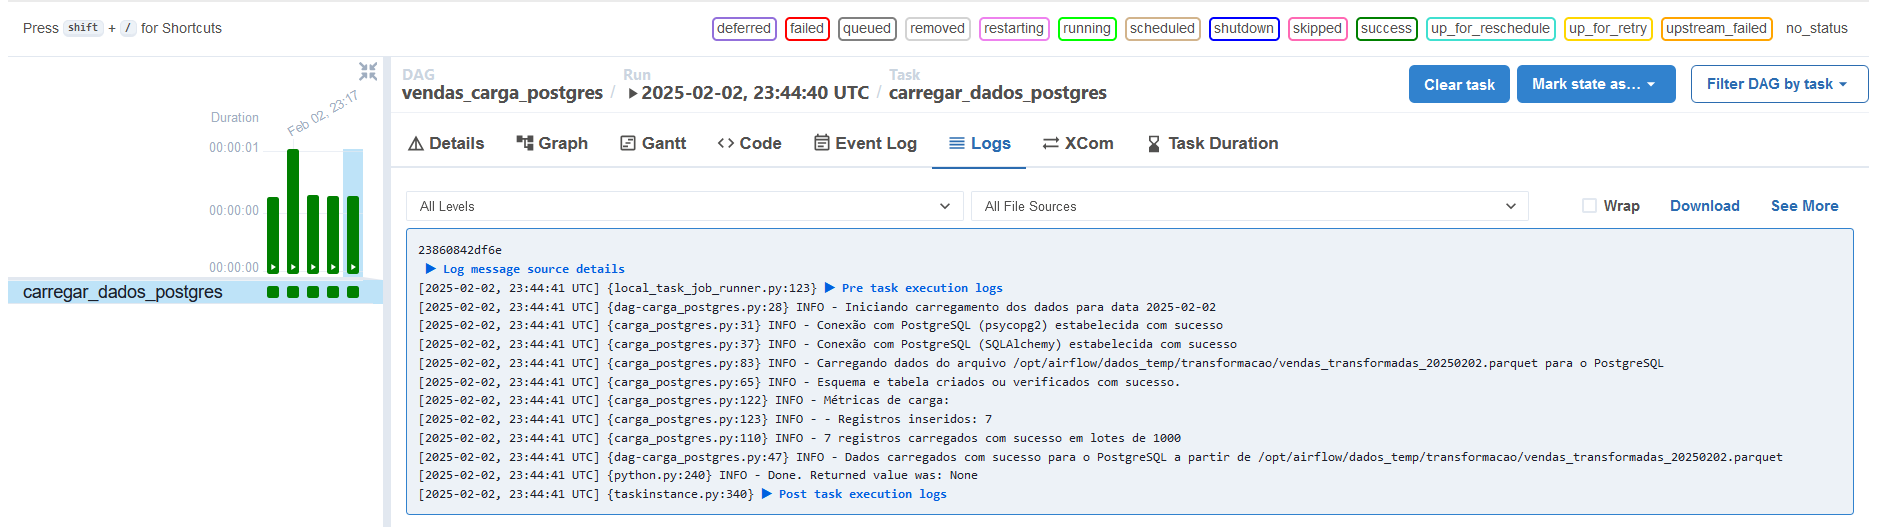 Press shift + / for Shortcuts
deferred failed queued removed restarting running scheduled shutdown skipped success up_for_reschedule up_for_retry upstream_failed no_status
Duration
Feb 02, 23:17
00:00:01
00:00:00
00:00:00
carregar_dados_postgres
DAG
vendas_carga_postgres
/
Run
2025-02-02, 23:44:40 UTC
/
Task
carregar_dados_postgres
Clear task
Mark state as...
Filter DAG by task
Details
Graph
Gantt
Code
Event Log
Logs
XCom
Task Duration
All Levels
All File Sources
Wrap
Download
See More
23860842df6e
▶ Log message source details
[2025-02-02, 23:44:41 UTC] {local_task_job_runner.py:123} ▶ Pre task execution logs
[2025-02-02, 23:44:41 UTC] {dag-carga_postgres.py:28} INFO - Iniciando carregamento dos dados para data 2025-02-02
[2025-02-02, 23:44:41 UTC] {carga_postgres.py:31} INFO - Conexão com PostgreSQL (psycopg2) estabelecida com sucesso
[2025-02-02, 23:44:41 UTC] {carga_postgres.py:37} INFO - Conexão com PostgreSQL (SQLAlchemy) estabelecida com sucesso
[2025-02-02, 23:44:41 UTC] {carga_postgres.py:83} INFO - Carregando dados do arquivo /opt/airflow/dados_temp/transformacao/vendas_transformadas_20250202.parquet para o PostgreSQL
[2025-02-02, 23:44:41 UTC] {carga_postgres.py:65} INFO - Esquema e tabela criados ou verificados com sucesso.
[2025-02-02, 23:44:41 UTC] {carga_postgres.py:122} INFO - Métricas de carga:
[2025-02-02, 23:44:41 UTC] {carga_postgres.py:123} INFO - - Registros inseridos: 7
[2025-02-02, 23:44:41 UTC] {carga_postgres.py:110} INFO - 7 registros carregados com sucesso em lotes de 1000
[2025-02-02, 23:44:41 UTC] {dag-carga_postgres.py:47} INFO - Dados carregados com sucesso para o PostgreSQL a partir de /opt/airflow/dados_temp/transformacao/vendas_transformadas_20250202.parquet
[2025-02-02, 23:44:41 UTC] {python.py:240} INFO - Done. Returned value was: None
[2025-02-02, 23:44:41 UTC] {taskinstance.py:340} ▶ Post task execution logs